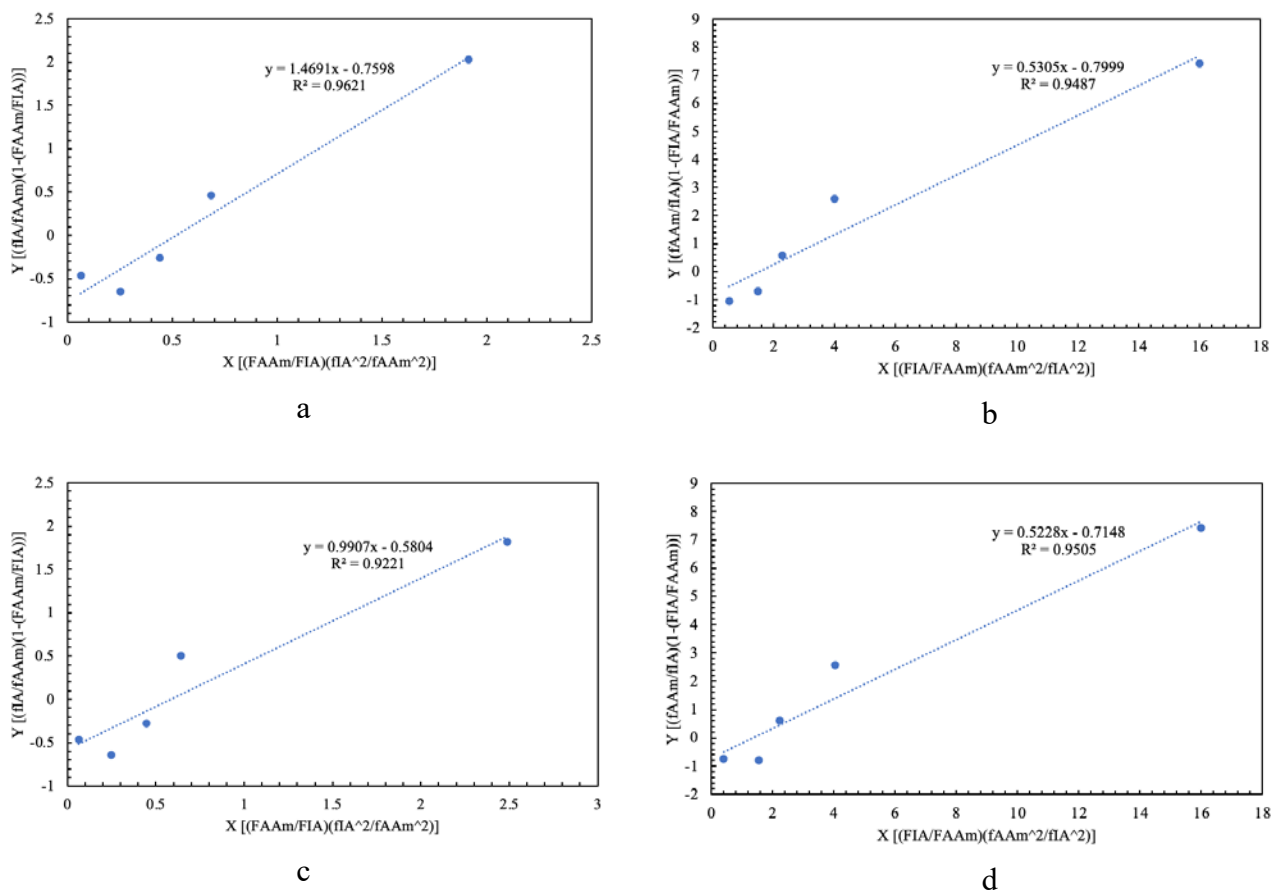 2.5
2
1.5
1
0.5
0
-0.5
-1
0 0.5 1 1.5 2 2.5
Y [(fIA/fAAm)(1-(FAAm/FIA))]
y = 1.4691x - 0.7598
R² = 0.9621
X [(FAAm/FIA)(fIA^2/fAAm^2)]
a
9
8
7
6
5
4
3
2
1
0
-1
-2
0 2 4 6 8 10 12 14 16 18
Y [(fAAm/fIA)(1-(FIA/FAAm))]
y = 0.5305x - 0.7999
R² = 0.9487
X [(FIA/FAAm)(fAAm^2/fIA^2)]
b
2.5
2
1.5
1
0.5
0
-0.5
-1
0 0.5 1 1.5 2 2.5 3
Y [(fIA/fAAm)(1-(FAAm/FIA))]
y = 0.9907x - 0.5804
R² = 0.9221
X [(FAAm/FIA)(fIA^2/fAAm^2)]
c
9
8
7
6
5
4
3
2
1
0
-1
-2
0 2 4 6 8 10 12 14 16 18
Y [(fAAm/fIA)(1-(FIA/FAAm))]
y = 0.5228x - 0.7148
R² = 0.9505
X [(FIA/FAAm)(fAAm^2/fIA^2)]
d